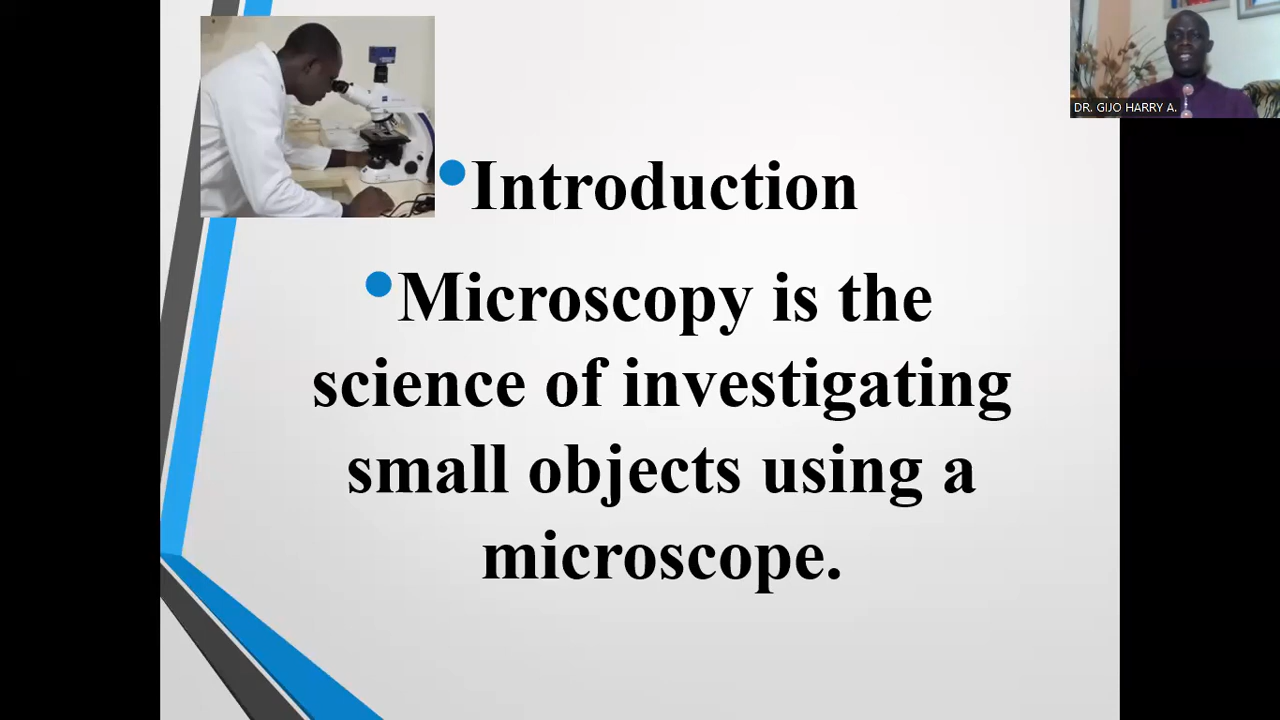 DR. GIJO HARRY A.
•Introduction
•Microscopy is the
science of investigating
small objects using a
microscope.